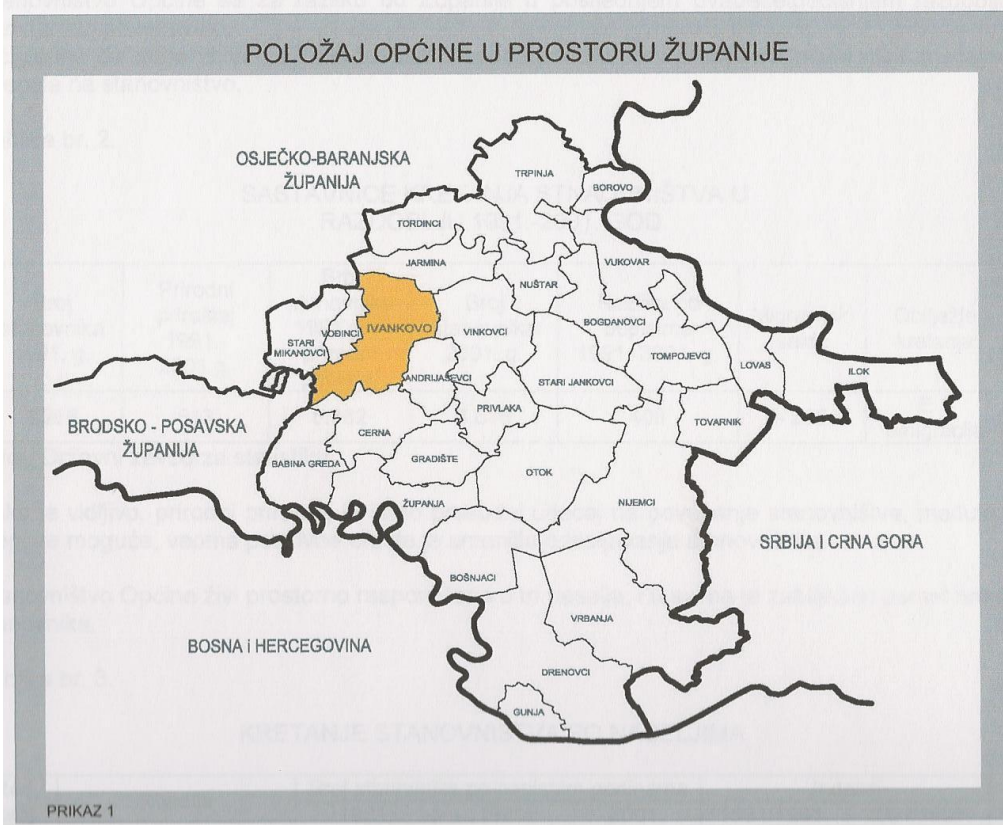 POLOŽAJ OPĆINE U PROSTORU ŽUPANIJE
OSJEČKO-BARANJSKA
ŽUPANIJA
TRPINJA
BOROVO
TORDINCI
JARMINA
VUKOVAR
NUŠTAR
VOĐINCI
IVANKOVO
VINKOVCI
BOGDANOVCI
STARI
MIKANOVCI
TOMPOJEVCI
LOVAS
ILOK
ANDRIJAŠEVCI
STARI JANKOVCI
PRIVLAKA
TOVARNIK
BRODSKO - POSAVSKA
ŽUPANIJA
CERNA
GRADIŠTE
BABINA GREDA
OTOK
ŽUPANJA
NIJEMCI
SRBIJA I CRNA GORA
BOŠNJACI
VRBANJA
BOSNA i HERCEGOVINA
DRENOVCI
GUNJA
PRIKAZ 1